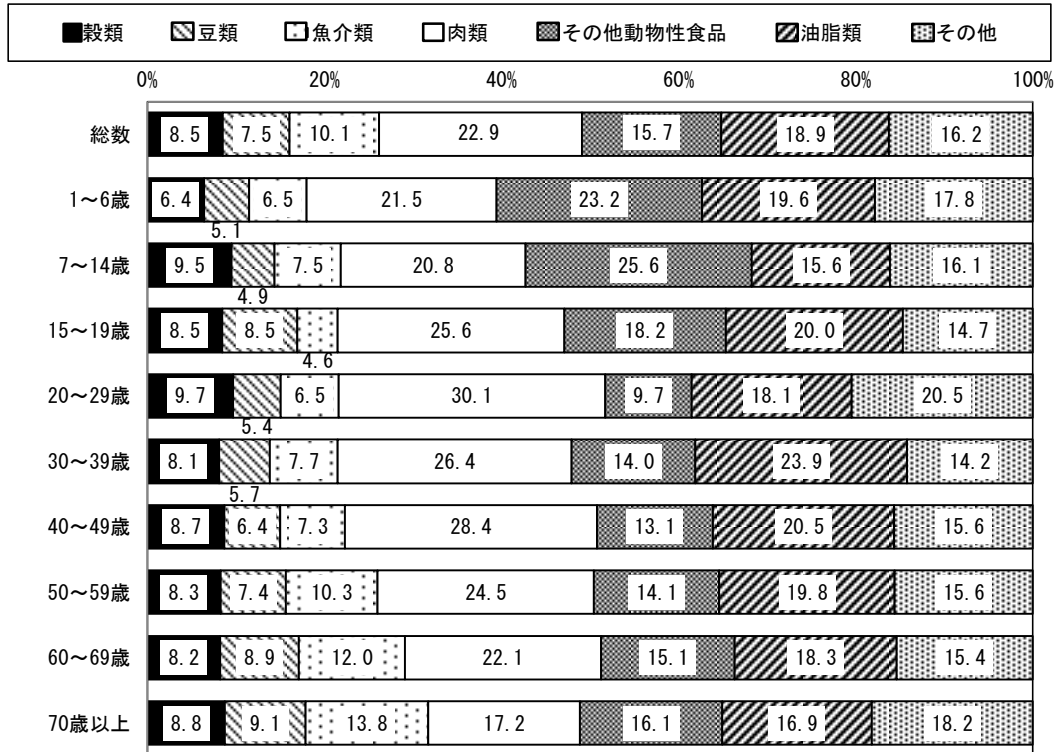 穀類 豆類 魚介類 肉類 その他動物性食品 油脂類 その他
0% 20% 40% 60% 80% 100%
総数 8.5 7.5 10.1 22.9 15.7 18.9 16.2
1～6歳 6.4 6.5 21.5 23.2 19.6 17.8
5.1
7～14歳 9.5 7.5 20.8 25.6 15.6 16.1
4.9
15～19歳 8.5 8.5 25.6 18.2 20.0 14.7
4.6
20～29歳 9.7 6.5 30.1 9.7 18.1 20.5
5.4
30～39歳 8.1 7.7 26.4 14.0 23.9 14.2
5.7
40～49歳 8.7 6.4 7.3 28.4 13.1 20.5 15.6
50～59歳 8.3 7.4 10.3 24.5 14.1 19.8 15.6
60～69歳 8.2 8.9 12.0 22.1 15.1 18.3 15.4
70歳以上 8.8 9.1 13.8 17.2 16.1 16.9 18.2